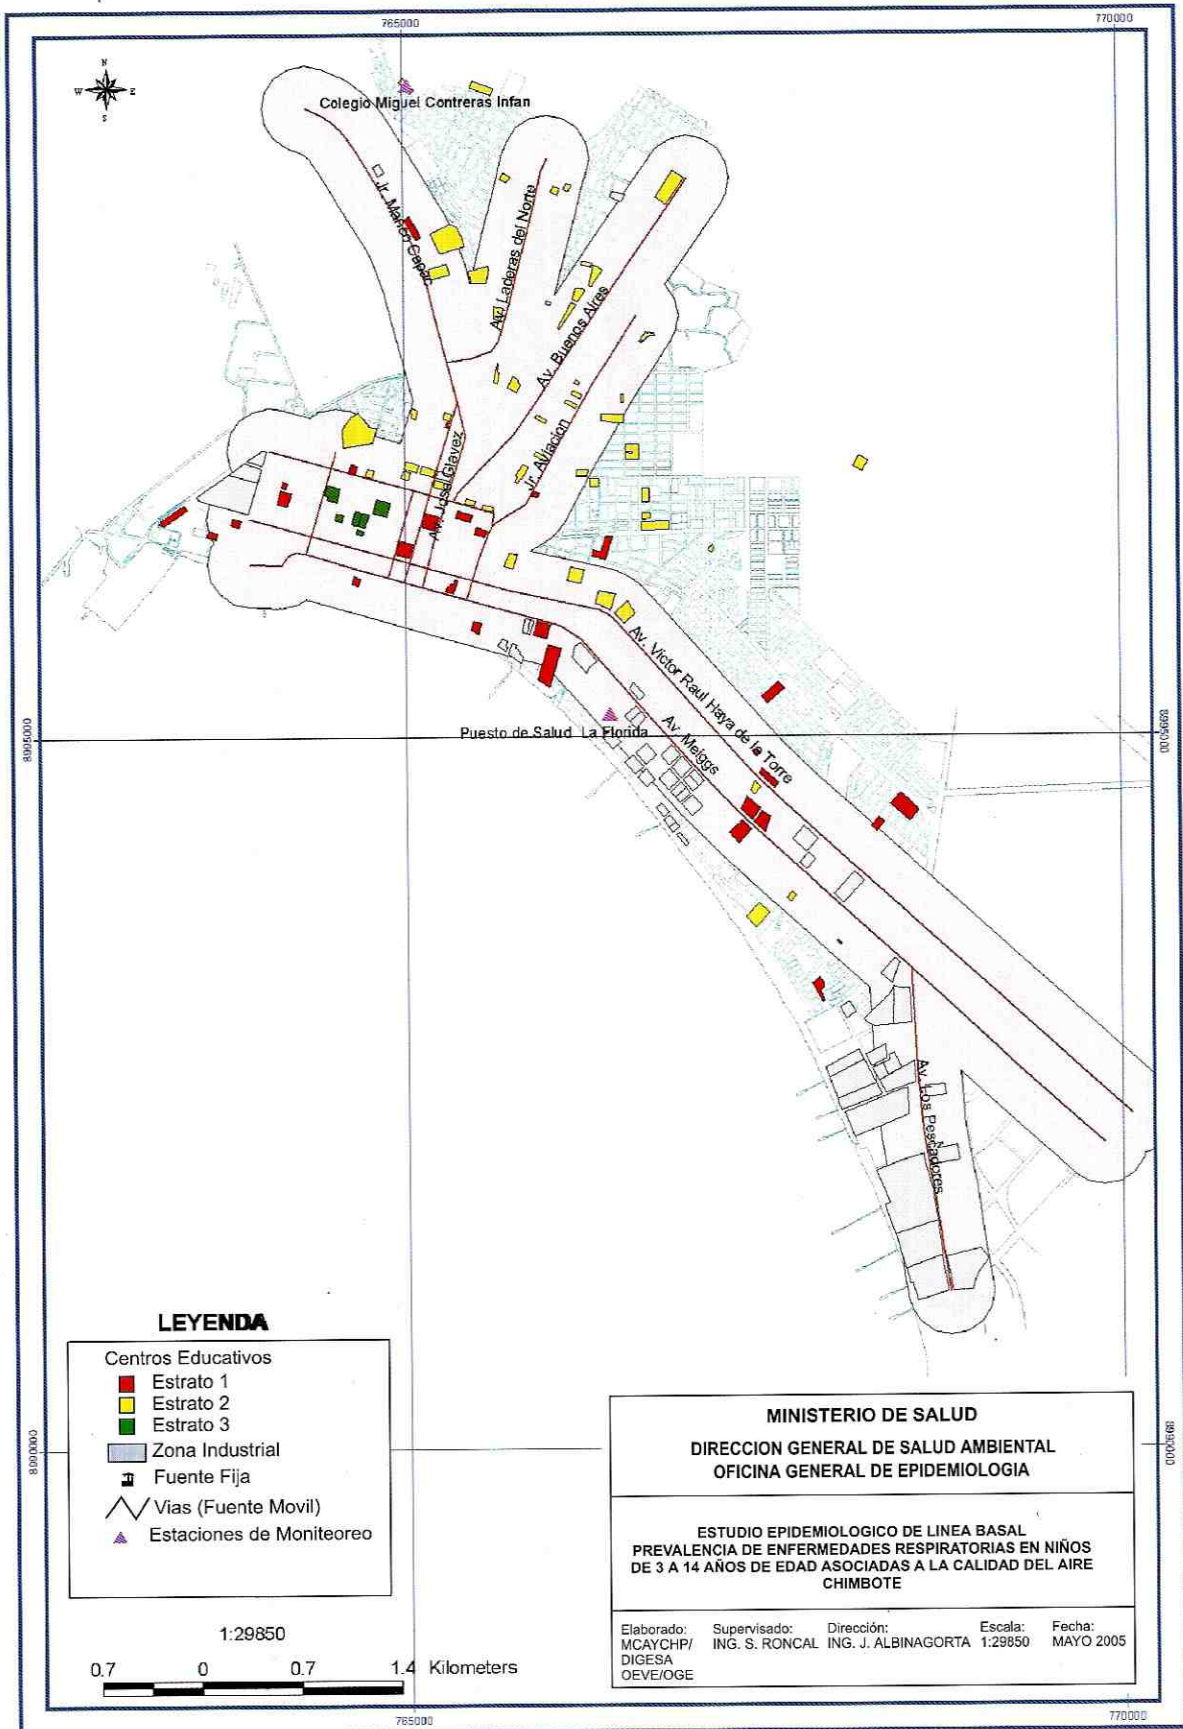 765000
770000
N
W
E
S
Colegio Miguel Contreras Infan
Jr. Manco Capac
Av. Laderas del Norte
Av. Buenos Aires
Jr. Aviacion
Av. Jose Glavez
Av. Victor Raul Haya de la Torre
Puesto de Salud La Florida
Av. Meiggs
8995000
8995000
Av. Los Pescadores
LEYENDA
Centros Educativos
Estrato 1
Estrato 2
Estrato 3
Zona Industrial
Fuente Fija
Vias (Fuente Movil)
Estaciones de Moniteoreo
8990000
8990000
1:29850
0.7 0 0.7 1.4 Kilometers
MINISTERIO DE SALUD
DIRECCION GENERAL DE SALUD AMBIENTAL
OFICINA GENERAL DE EPIDEMIOLOGIA
ESTUDIO EPIDEMIOLOGICO DE LINEA BASAL
PREVALENCIA DE ENFERMEDADES RESPIRATORIAS EN NIÑOS
DE 3 A 14 AÑOS DE EDAD ASOCIADAS A LA CALIDAD DEL AIRE
CHIMBOTE
Elaborado: Supervisado: Dirección: Escala: Fecha:
MCAYCHP/ ING. S. RONCAL ING. J. ALBINAGORTA 1:29850 MAYO 2005
DIGESA
OEVE/OGE
765000
770000